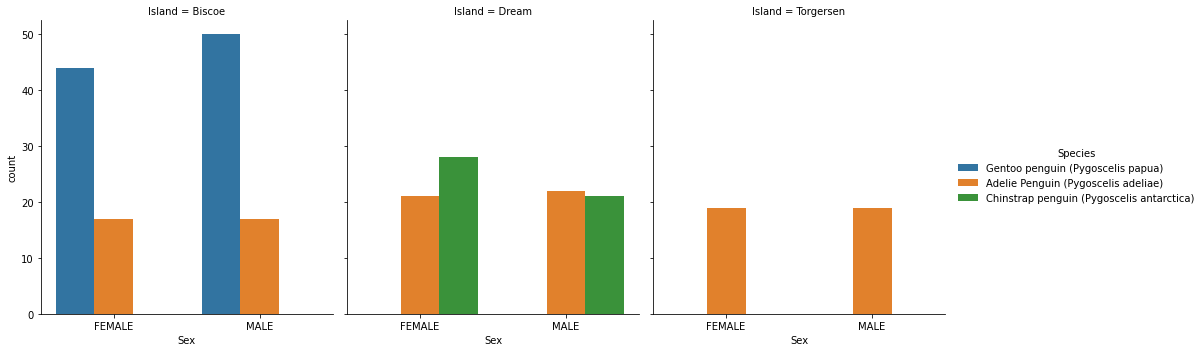 Island = Biscoe
Island = Dream
Island = Torgersen
50
40
30
20
10
0
count
FEMALE
MALE
Sex
FEMALE
MALE
Sex
FEMALE
MALE
Sex
Species
Gentoo penguin (Pygoscelis papua)
Adelie Penguin (Pygoscelis adeliae)
Chinstrap penguin (Pygoscelis antarctica)